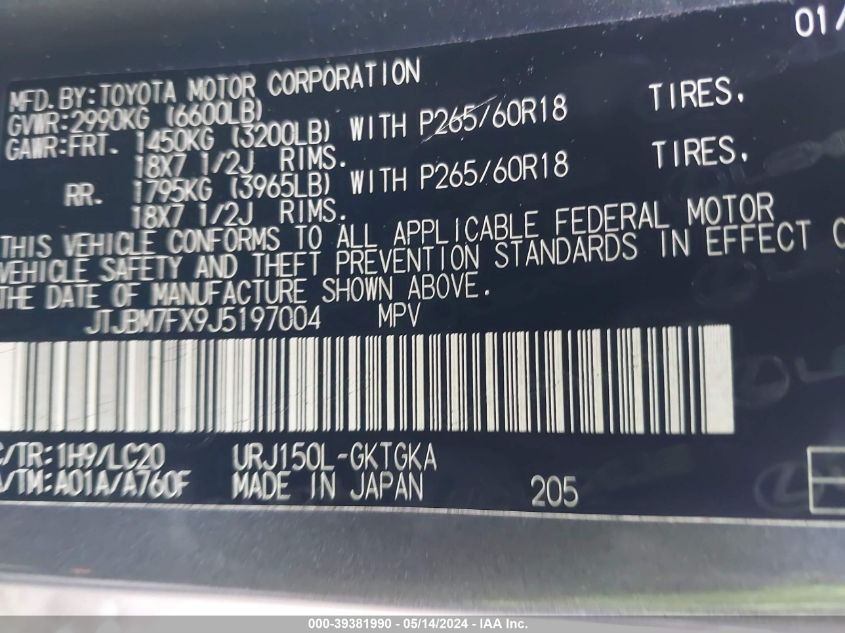 01/
MFD.BY:TOYOTA MOTOR CORPORATION
GVWR:2990KG (6600LB)
GAWR:FRT. 1450KG (3200LB) WITH P265/60R18 TIRES.
18X7 1/2J RIMS.
RR. 1795KG (3965LB) WITH P265/60R18 TIRES.
18X7 1/2J RIMS.
THIS VEHICLE CONFORMS TO ALL APPLICABLE FEDERAL MOTOR
VEHICLE SAFETY AND THEFT PREVENTION STANDARDS IN EFFECT O
THE DATE OF MANUFACTURE SHOWN ABOVE.
JTJBM7FX9J5197004 MPV
C/TR:1H9/LC20 URJ150L-GKTGKA
A/TM:A01A/A760F MADE IN JAPAN 205
000-39381990 - 05/14/2024 - IAA Inc.